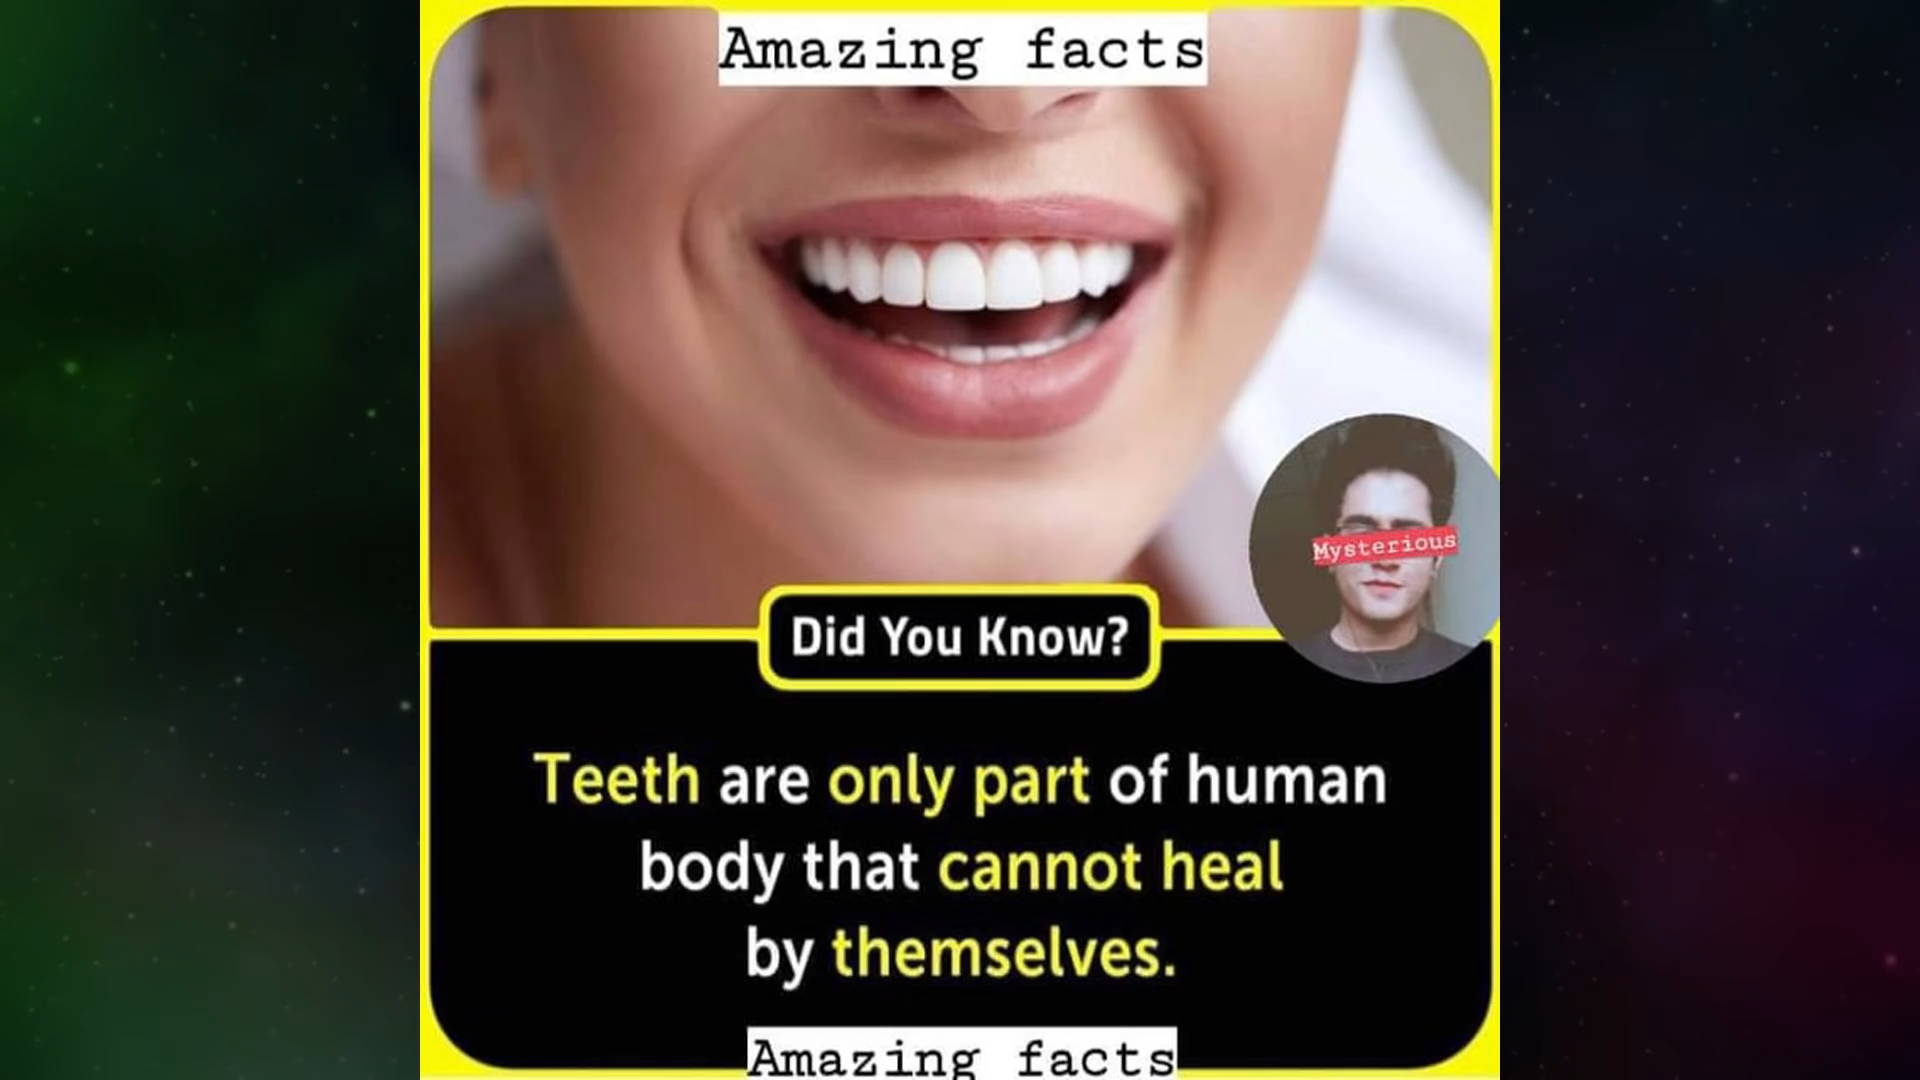 Amazing facts
Mysterious
Did You Know?
Teeth are only part of human
body that cannot heal
by themselves.
Amazing facts